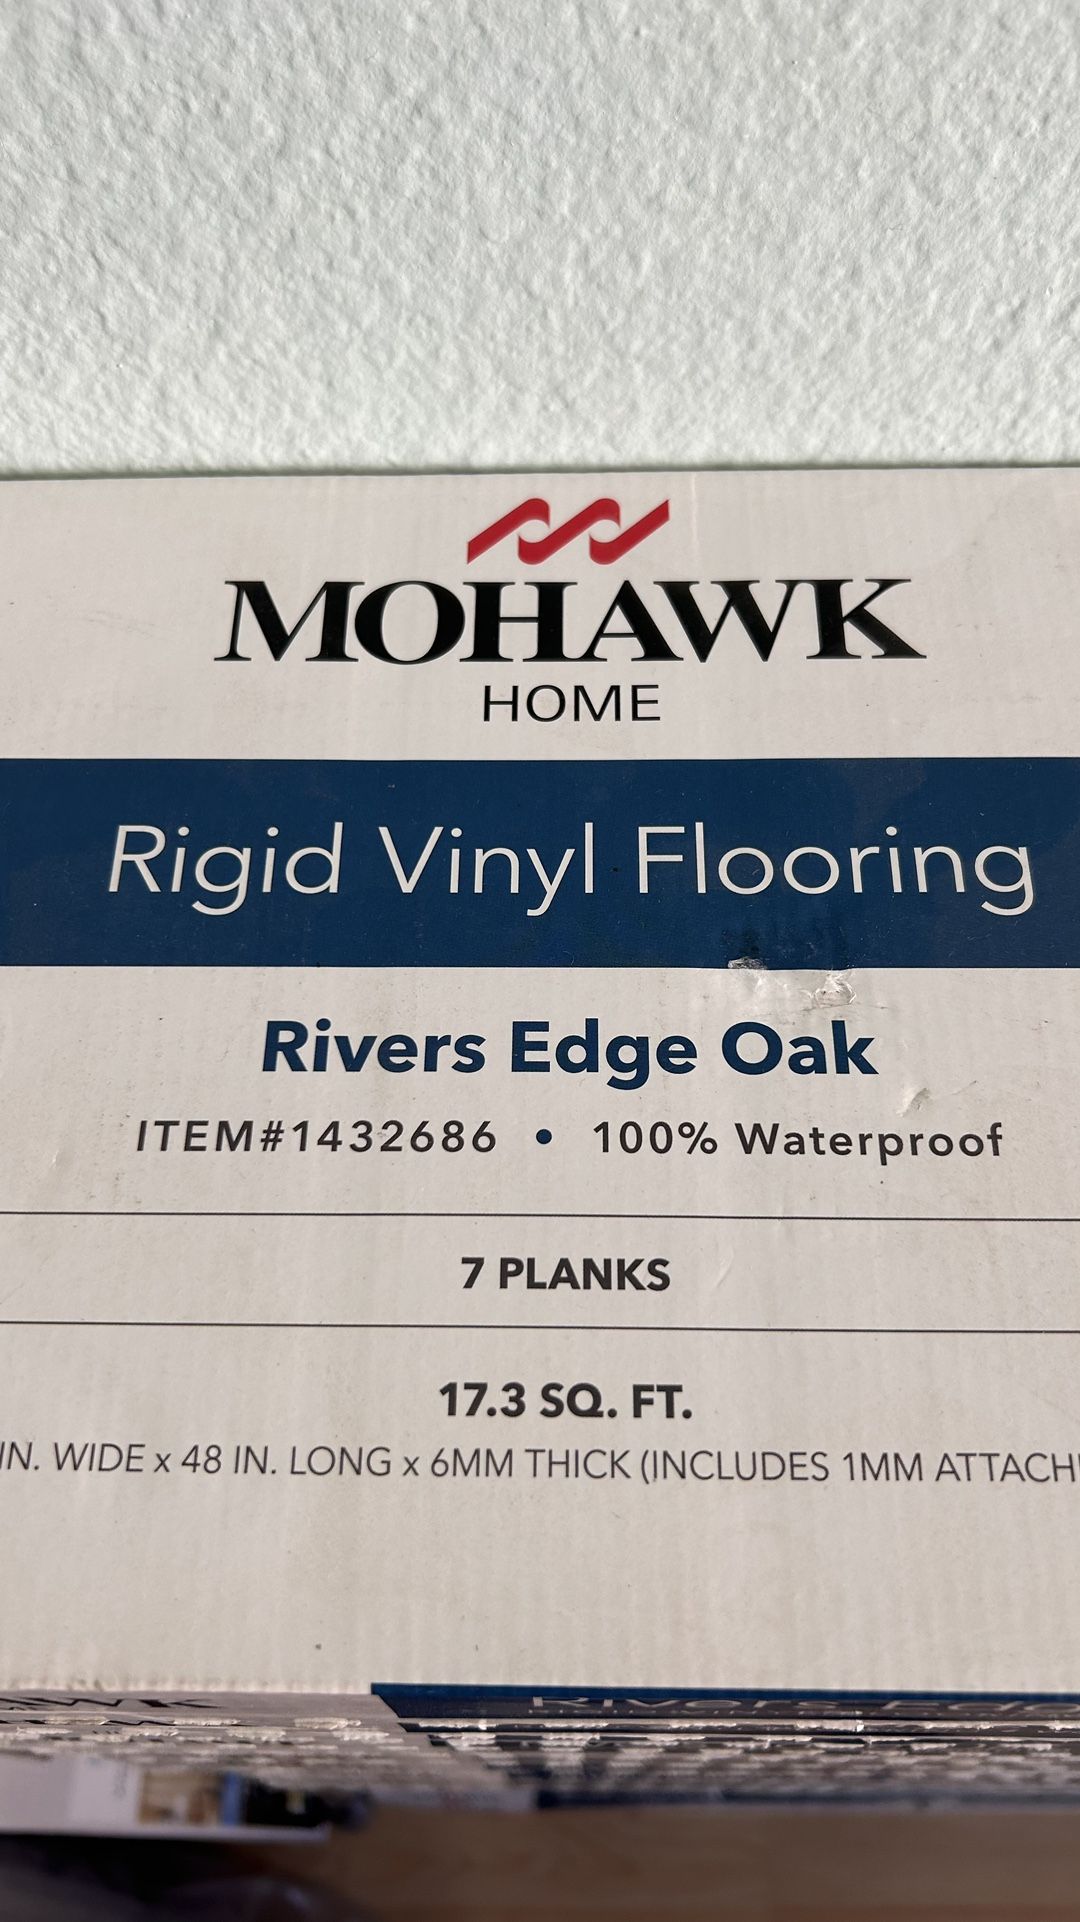 MOHAWK
HOME
Rigid Vinyl Flooring
Rivers Edge Oak
ITEM#1432686 • 100% Waterproof
7 PLANKS
17.3 SQ. FT.
IN. WIDE x 48 IN. LONG x 6MM THICK (INCLUDES 1MM ATTACH